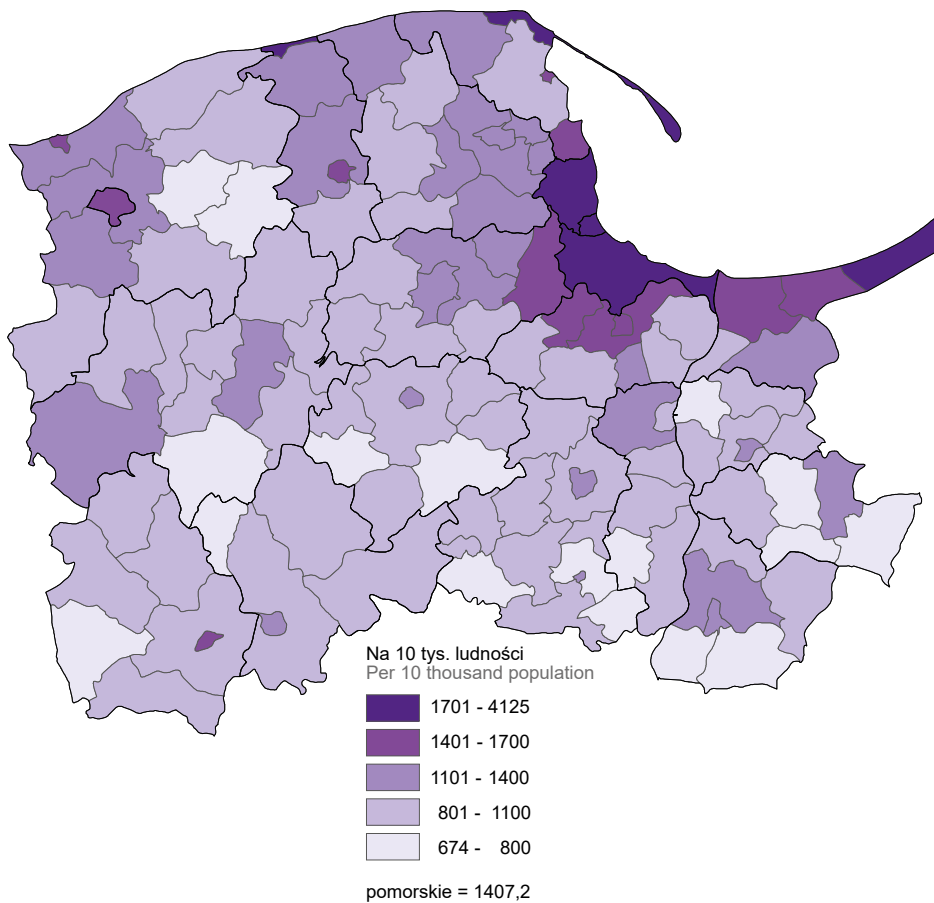 Na 10 tys. ludności
Per 10 thousand population
1701 - 4125
1401 - 1700
1101 - 1400
801 - 1100
674 - 800
pomorskie = 1407,2